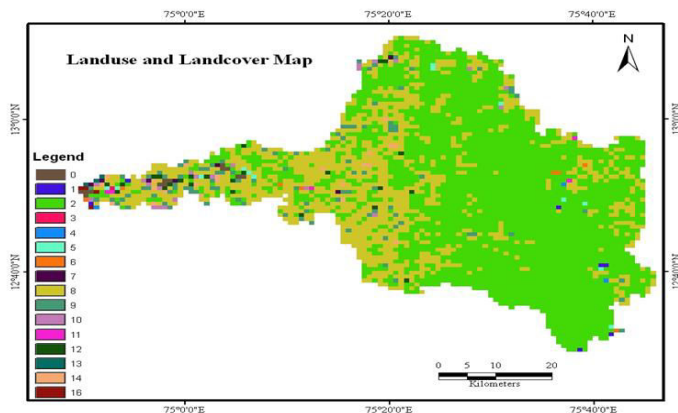 75°0'0"E 75°20'0"E 75°40'0"E
Landuse and Landcover Map
N
13°0'0"N 13°0'0"N
Legend
0
1
2
3
4
5
6
7
8
9
10
11
12
13
14
16
12°40'0"N 12°40'0"N
0 5 10 20
Kilometers
75°0'0"E 75°20'0"E 75°40'0"E